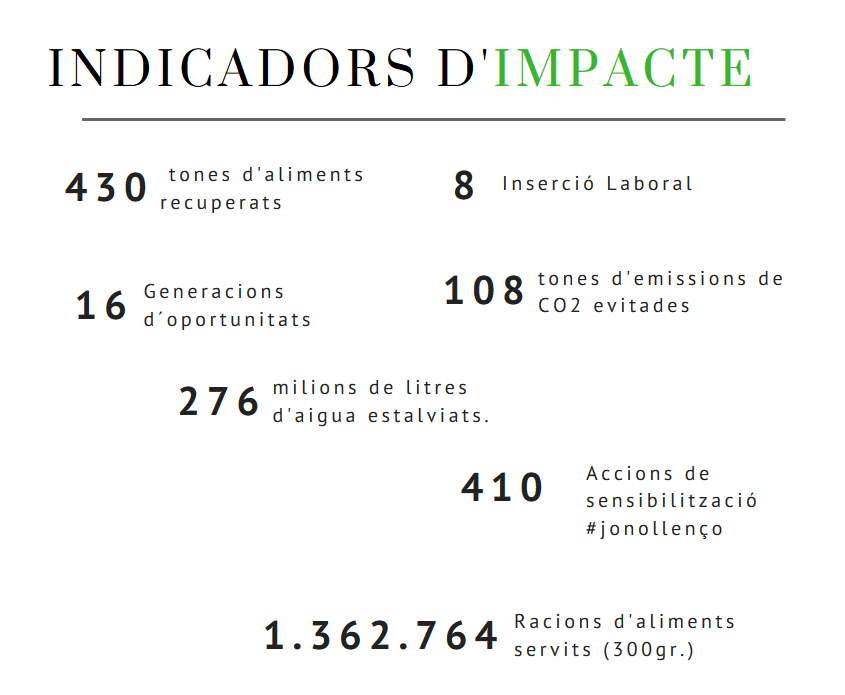 INDICADORS D'IMPACTE
430 tones d'aliments
recuperats
8 Inserció Laboral
16 Generacions
d´oportunitats
108 tones d'emissions de
CO2 evitades
276 milions de litres
d'aigua estalviats.
410 Accions de
sensibilització
#jonollenço
1.362.764 Racions d'aliments
servits (300gr.)